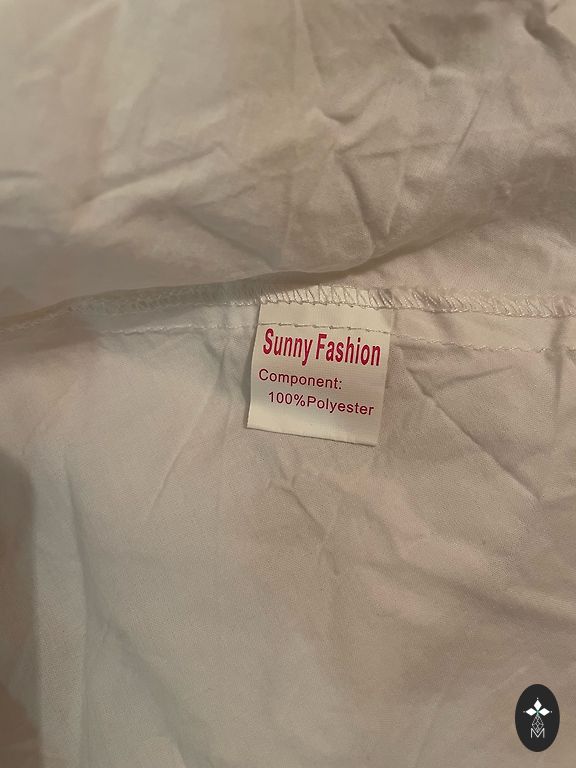 Sunny Fashion
Component:
100%Polyester
M